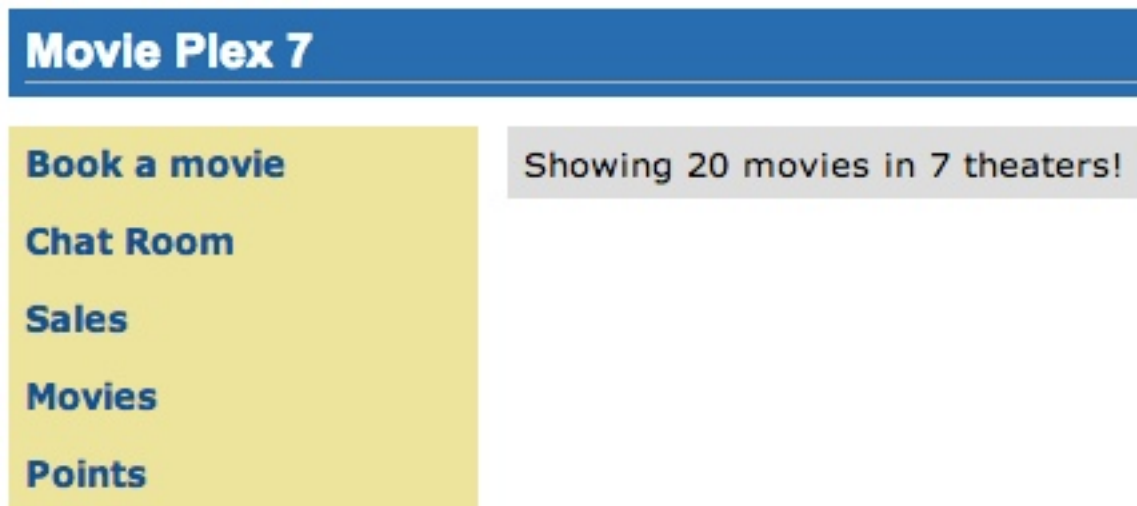 Movie Plex 7
Book a movie
Chat Room
Sales
Movies
Points
Showing 20 movies in 7 theaters!